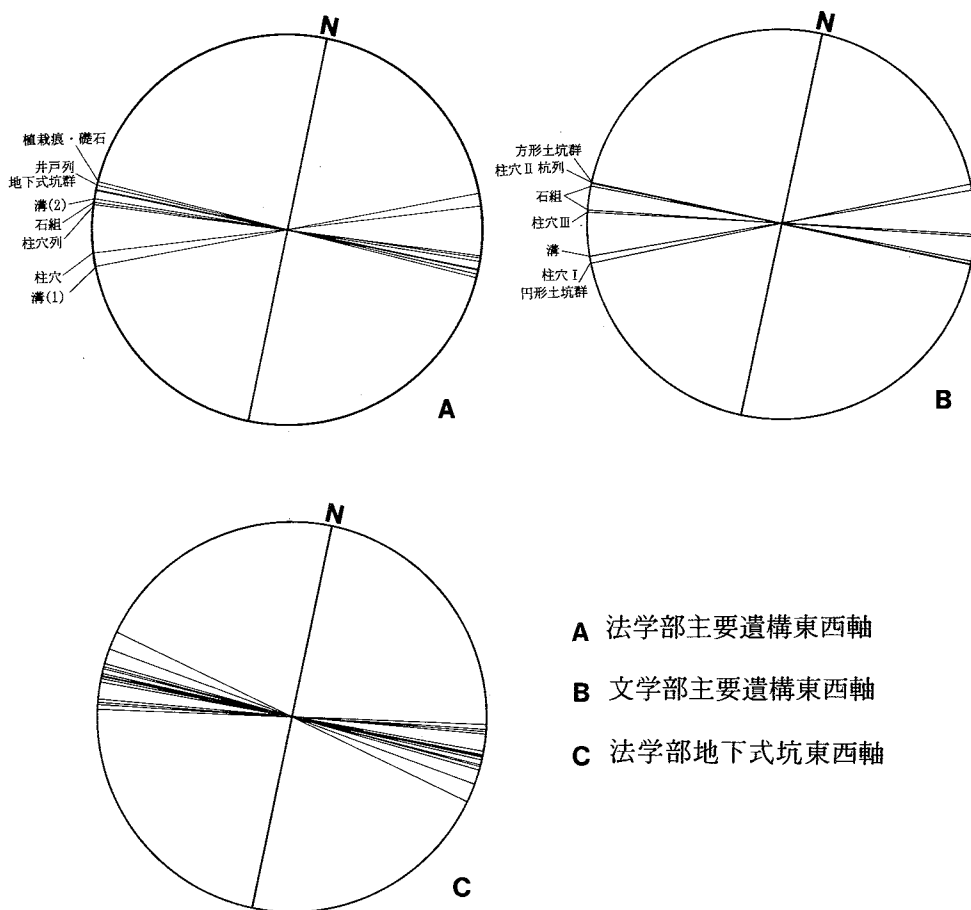 N
植栽痕・礎石
井戸列
地下式坑群
溝(2)
石組
柱穴列
柱穴
溝(1)
A
N
方形土坑群
柱穴Ⅱ 杭列
石組
柱穴Ⅲ
溝
柱穴Ⅰ
円形土坑群
B
N
C
A 法学部主要遺構東西軸
B 文学部主要遺構東西軸
C 法学部地下式坑東西軸